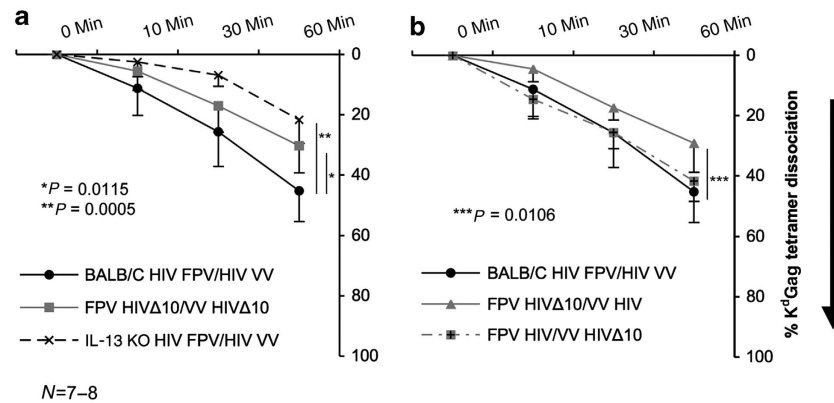 a
0 Min 10 Min 30 Min 60 Min
0
20
40
60
80
100
**
*
*P = 0.0115
**P = 0.0005
BALB/C HIV FPV/HIV VV
FPV HIVΔ10/VV HIVΔ10
IL-13 KO HIV FPV/HIV VV
N=7–8
b
0 Min 10 Min 30 Min 60 Min
0
20
40
60
80
100
***
***P = 0.0106
BALB/C HIV FPV/HIV VV
FPV HIVΔ10/VV HIV
FPV HIV/VV HIVΔ10
% KdGag tetramer dissociation